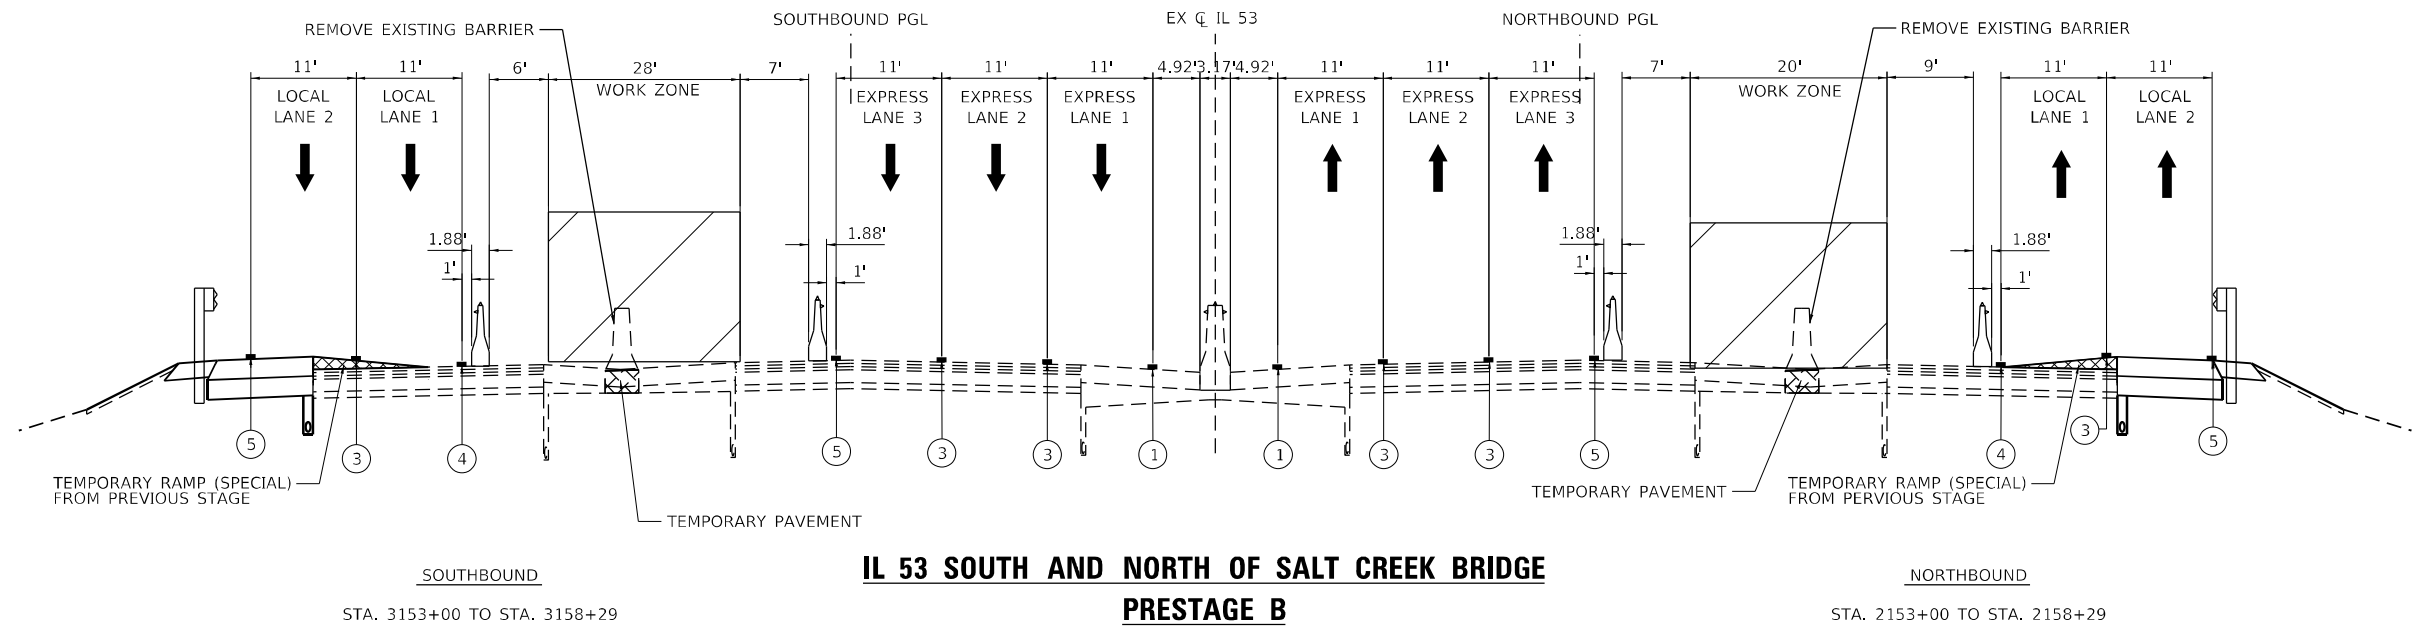 SOUTHBOUND PGL
EX ℄ IL 53
NORTHBOUND PGL
REMOVE EXISTING BARRIER
REMOVE EXISTING BARRIER
11' 11' 6' 28' 7' 11' 11' 11' 4.92' 3.17' 4.92' 11' 11' 11' 7' 20' 9' 11' 11'
LOCAL
LANE 2
LOCAL
LANE 1
WORK ZONE
EXPRESS
LANE 3
EXPRESS
LANE 2
EXPRESS
LANE 1
EXPRESS
LANE 1
EXPRESS
LANE 2
EXPRESS
LANE 3
WORK ZONE
LOCAL
LANE 1
LOCAL
LANE 2
1.88'
1'
1.88'
1'
1.88'
1'
1.88'
1'
5 3 4 5 3 3 1 1 3 3 5 4 3 5
TEMPORARY RAMP (SPECIAL)
FROM PREVIOUS STAGE
TEMPORARY PAVEMENT
TEMPORARY PAVEMENT
TEMPORARY RAMP (SPECIAL)
FROM PERVIOUS STAGE
SOUTHBOUND
STA. 3153+00 TO STA. 3158+29
IL 53 SOUTH AND NORTH OF SALT CREEK BRIDGE
PRESTAGE B
NORTHBOUND
STA. 2153+00 TO STA. 2158+29